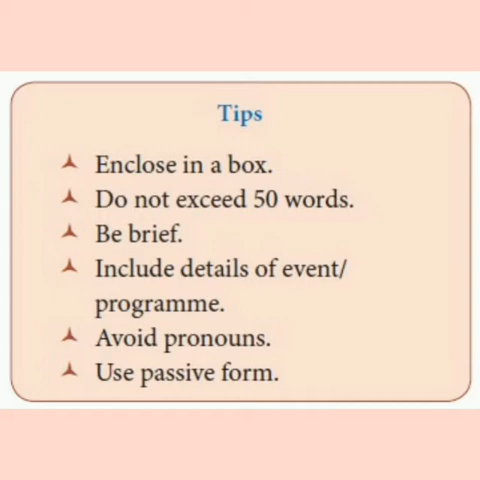 Tips
Enclose in a box.
Do not exceed 50 words.
Be brief.
Include details of event/
programme.
Avoid pronouns.
Use passive form.